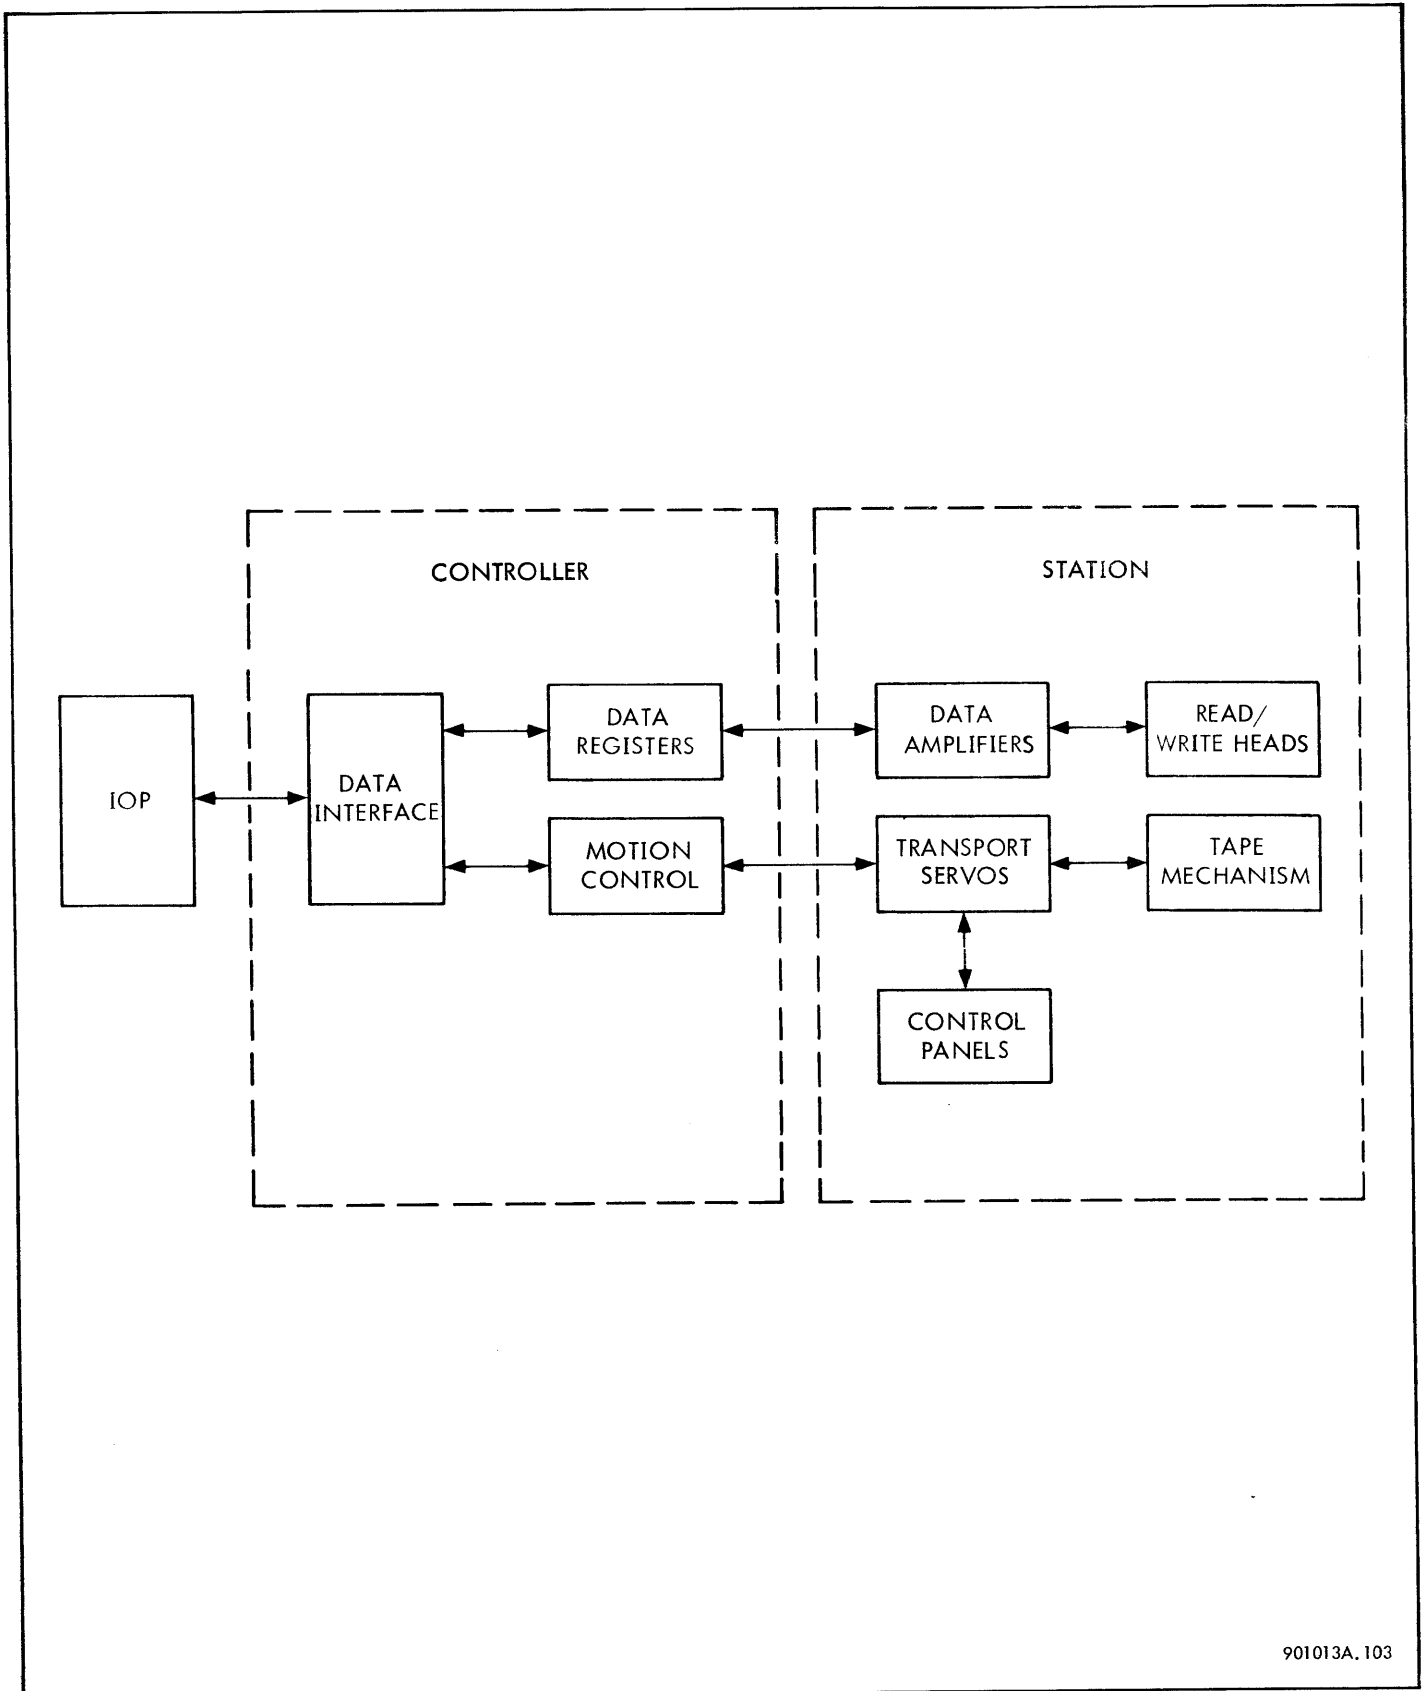 CONTROLLER
STATION
IOP
DATA
INTERFACE
DATA
REGISTERS
MOTION
CONTROL
DATA
AMPLIFIERS
READ/
WRITE HEADS
TRANSPORT
SERVOS
TAPE
MECHANISM
CONTROL
PANELS
901013A.103